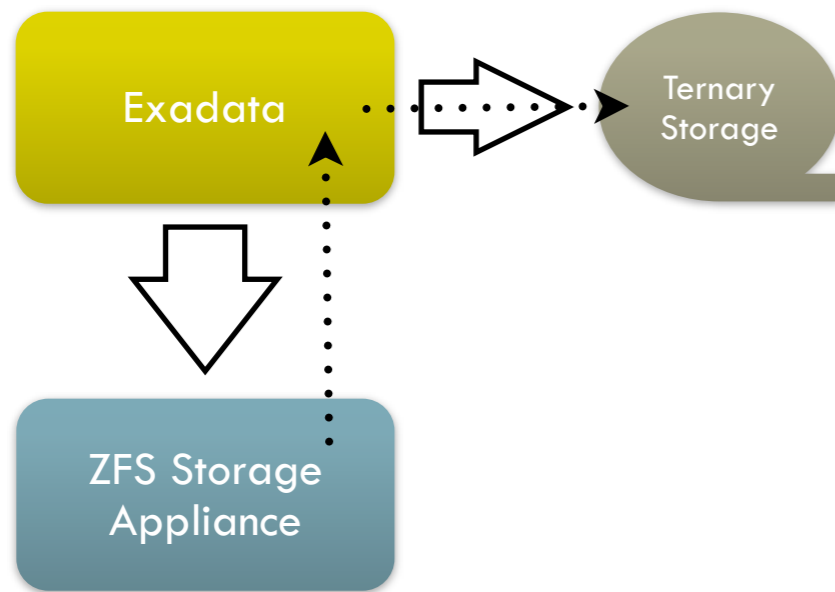 Exadata
Ternary
Storage
ZFS Storage
Appliance